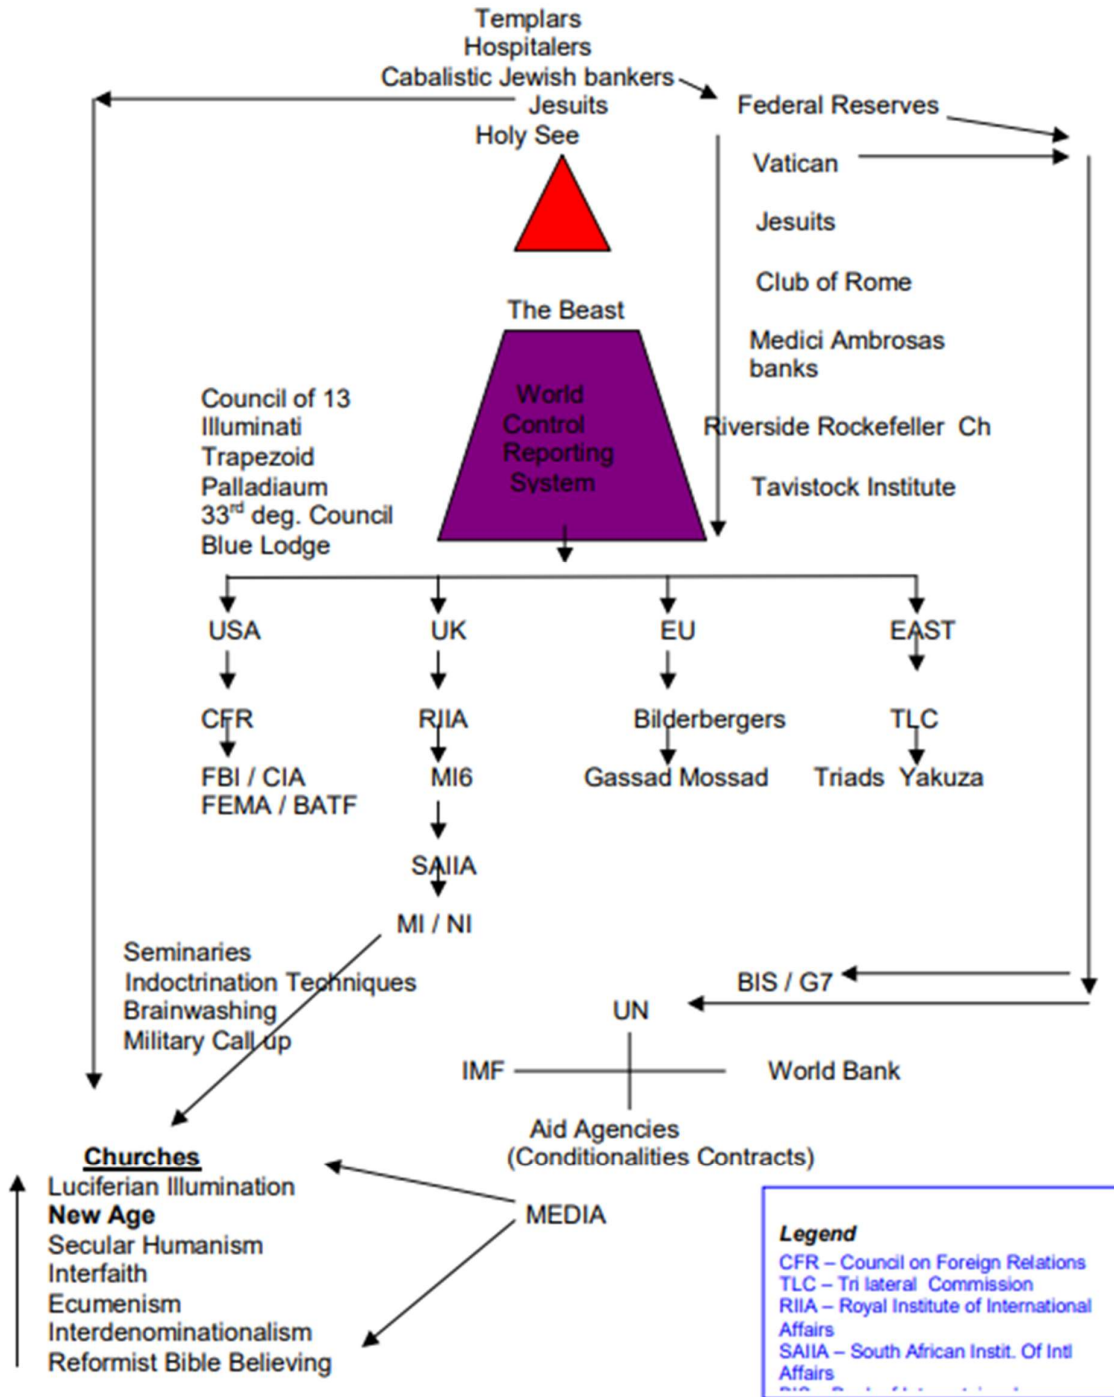 Templars
Hospitalers
Cabalistic Jewish bankers
Jesuits
Holy See
Federal Reserves
Vatican
Jesuits
Club of Rome
Medici Ambrosas
banks
Riverside Rockefeller Ch
Tavistock Institute
The Beast
World
Control
Reporting
System
Council of 13
Illuminati
Trapezoid
Palladiaum
33rd deg. Council
Blue Lodge
USA
UK
EU
EAST
CFR
RIIA
Bilderbergers
TLC
FBI / CIA
FEMA / BATF
MI6
Gassad Mossad
Triads Yakuza
SAIIA
MI / NI
Seminaries
Indoctrination Techniques
Brainwashing
Military Call up
BIS / G7
UN
IMF
World Bank
Aid Agencies
(Conditionalities Contracts)
Churches
Luciferian Illumination
New Age
Secular Humanism
Interfaith
Ecumenism
Interdenominationalism
Reformist Bible Believing
MEDIA
Legend
CFR – Council on Foreign Relations
TLC – Tri lateral Commission
RIIA – Royal Institute of International
Affairs
SAIIA – South African Instit. Of Intl
Affairs